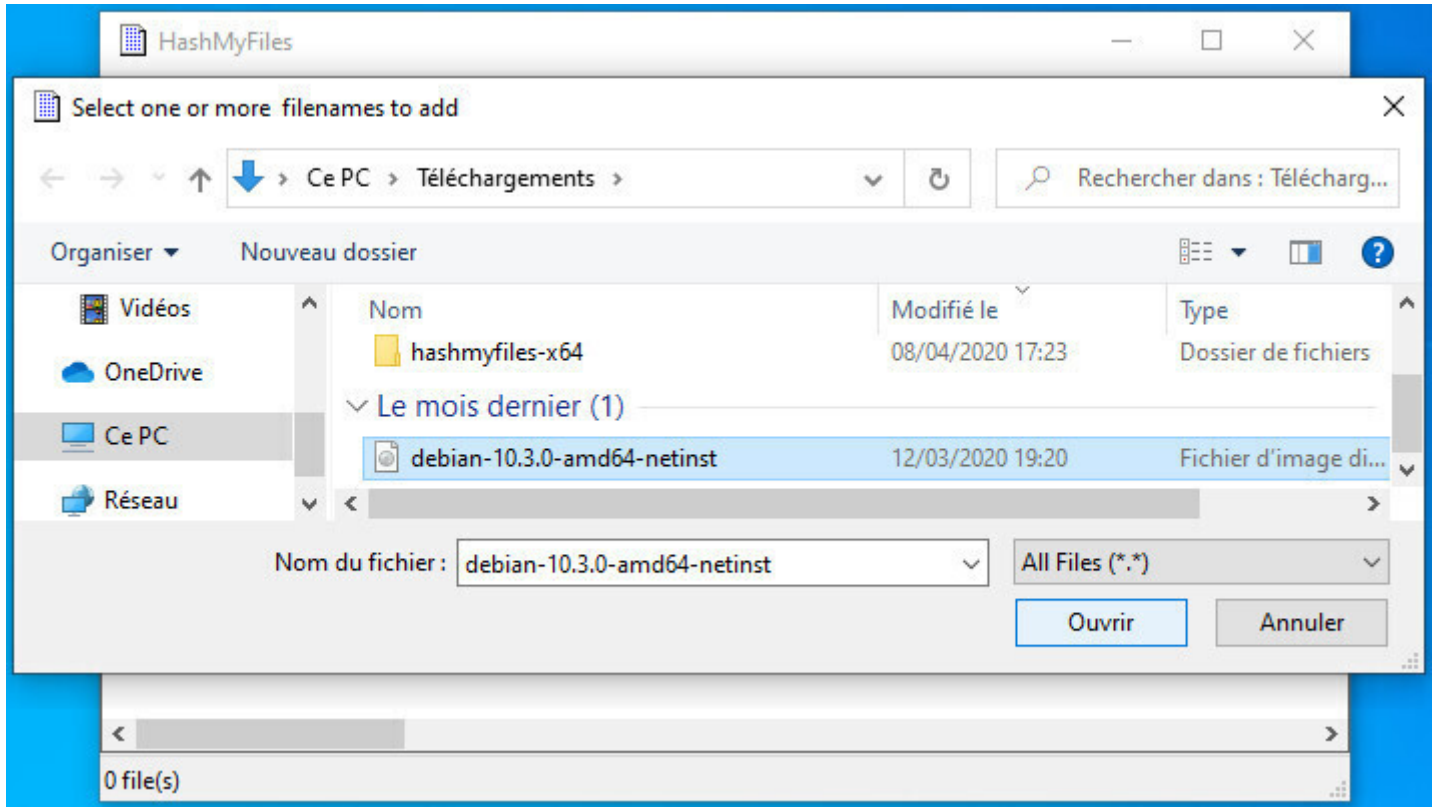 HashMyFiles
Select one or more filenames to add
Ce PC > Téléchargements >
Rechercher dans : Télécharg...
Organiser
Nouveau dossier
Vidéos
OneDrive
Ce PC
Réseau
Nom Modifié le Type
hashmyfiles-x64 08/04/2020 17:23 Dossier de fichiers
Le mois dernier (1)
debian-10.3.0-amd64-netinst 12/03/2020 19:20 Fichier d'image di...
Nom du fichier : debian-10.3.0-amd64-netinst All Files (*.*)
Ouvrir Annuler
0 file(s)